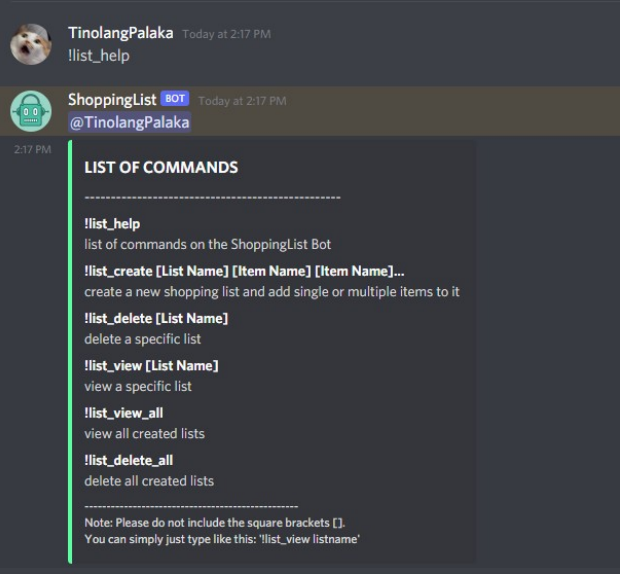 TinolangPalaka Today at 2:17 PM
!list_help
ShoppingList BOT Today at 2:17 PM
@TinolangPalaka
2:17 PM
LIST OF COMMANDS
-------------------------------------------------
!list_help
list of commands on the ShoppingList Bot
!list_create [List Name] [Item Name] [Item Name]...
create a new shopping list and add single or multiple items to it
!list_delete [List Name]
delete a specific list
!list_view [List Name]
view a specific list
!list_view_all
view all created lists
!list_delete_all
delete all created lists
-------------------------------------------------
Note: Please do not include the square brackets [].
You can simply just type like this: '!list_view listname'